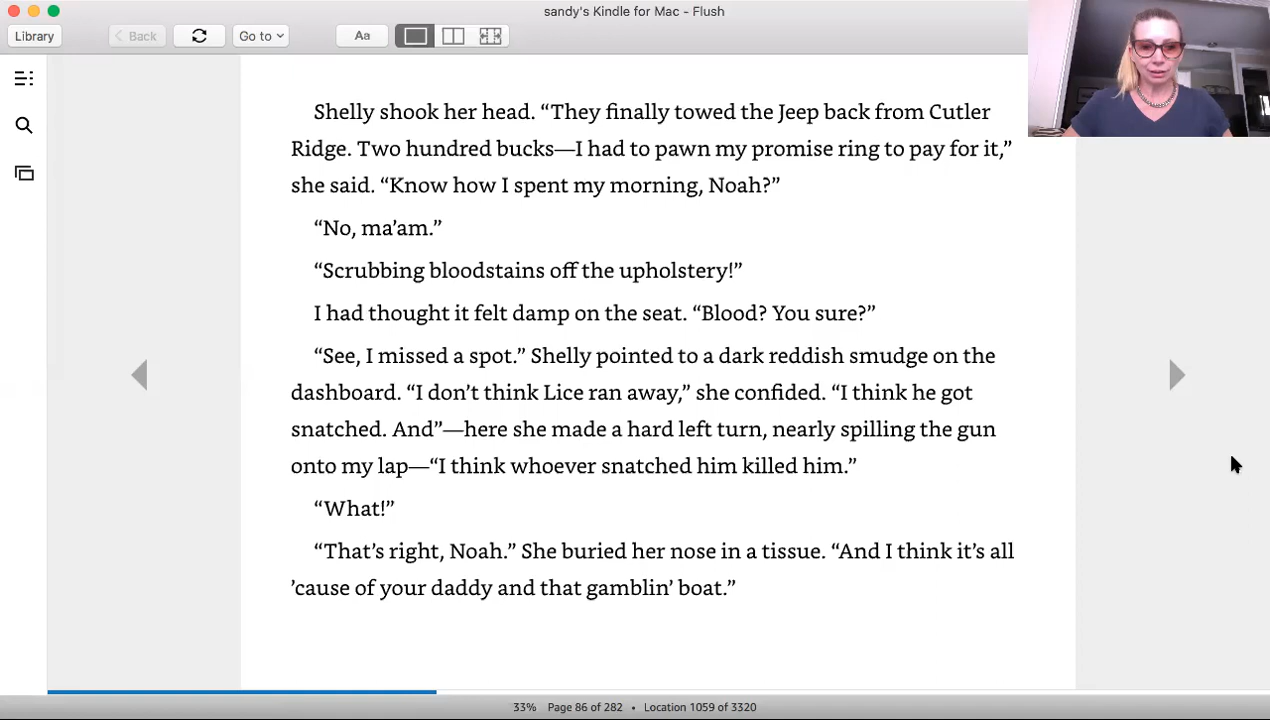 sandy's Kindle for Mac - Flush
Library
Back
Go to
Aa
Shelly shook her head. “They finally towed the Jeep back from Cutler
Ridge. Two hundred bucks—I had to pawn my promise ring to pay for it,”
she said. “Know how I spent my morning, Noah?”
“No, ma’am.”
“Scrubbing bloodstains off the upholstery!”
I had thought it felt damp on the seat. “Blood? You sure?”
“See, I missed a spot.” Shelly pointed to a dark reddish smudge on the
dashboard. “I don’t think Lice ran away,” she confided. “I think he got
snatched. And”—here she made a hard left turn, nearly spilling the gun
onto my lap—“I think whoever snatched him killed him.”
“What!”
“That’s right, Noah.” She buried her nose in a tissue. “And I think it’s all
’cause of your daddy and that gamblin’ boat.”
33% Page 86 of 282 • Location 1059 of 3320